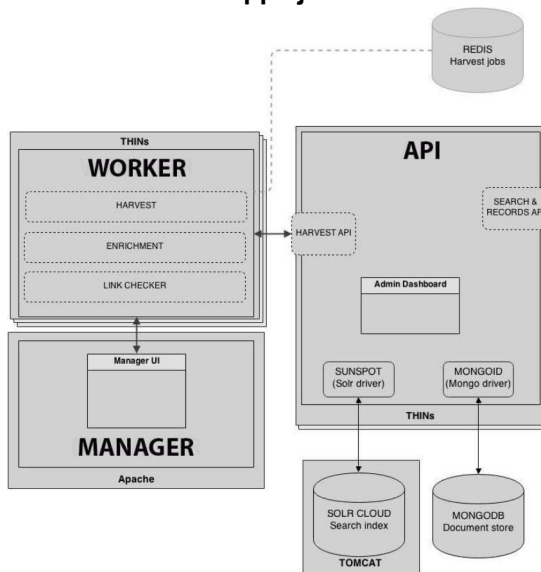 REDIS
Harvest jobs
THINs
WORKER
HARVEST
ENRICHMENT
LINK CHECKER
API
SEARCH &
RECORDS AP
HARVEST API
Admin Dashboard
SUNSPOT
(Solr driver)
MONGOID
(Mongo driver)
THINs
Manager UI
MANAGER
Apache
SOLR CLOUD
Search index
TOMCAT
MONGODB
Document store